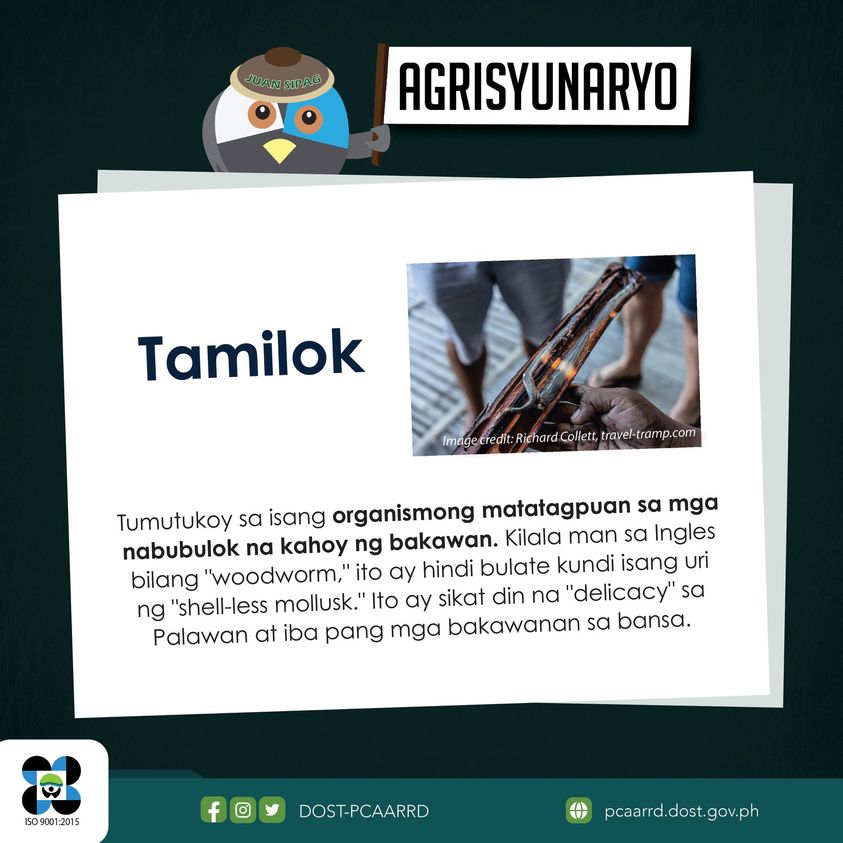 JUAN SIPAG
AGRISYUNARYO
Tamilok
Image credit: Richard Collett, travel-tramp.com
Tumutukoy sa isang organismong matatagpuan sa mga
nabubulok na kahoy ng bakawan. Kilala man sa Ingles
bilang "woodworm," ito ay hindi bulate kundi isang uri
ng "shell-less mollusk." Ito ay sikat din na "delicacy" sa
Palawan at iba pang mga bakawanan sa bansa.
ISO 9001:2015
DOST-PCAARRD
pcaarrd.dost.gov.ph